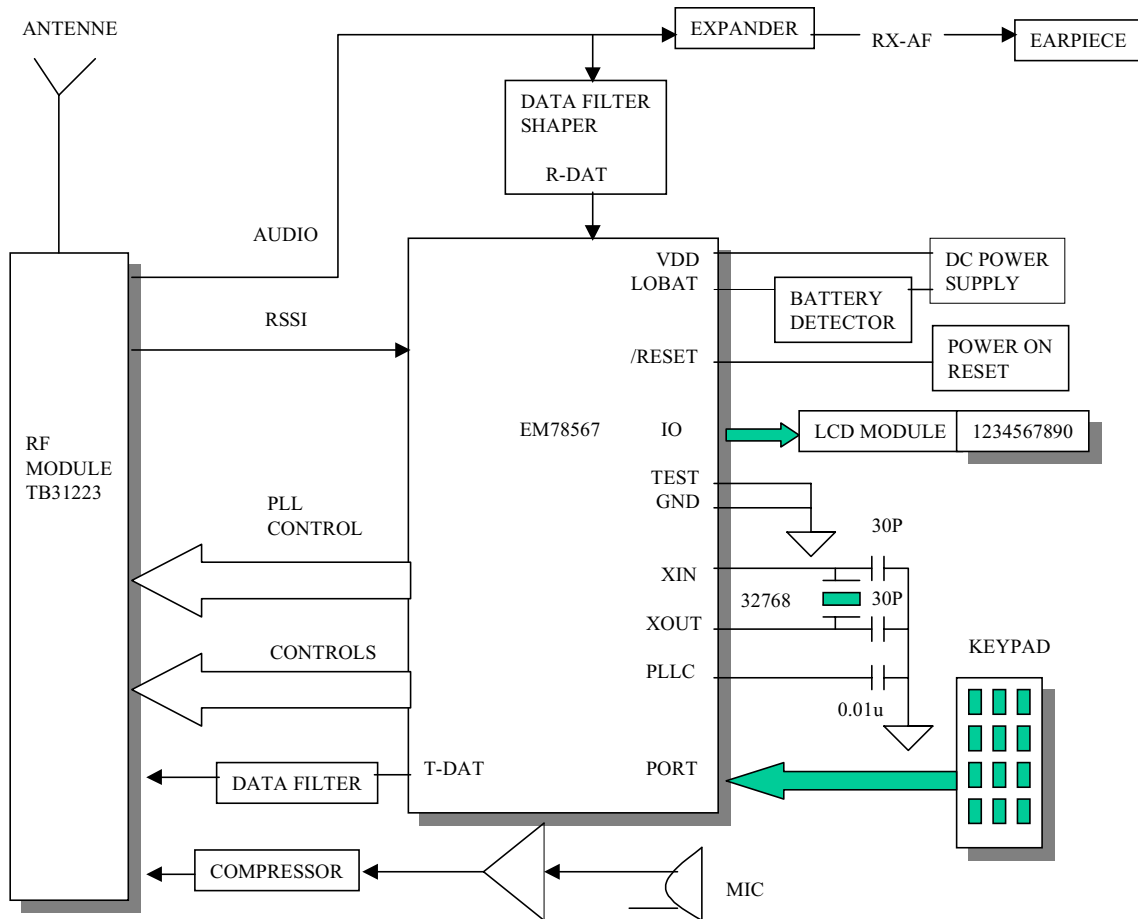 ANTENNE
EXPANDER
RX-AF
EARPIECE
DATA FILTER
SHAPER
R-DAT
AUDIO
RSSI
VDD
LOBAT
DC POWER
SUPPLY
BATTERY
DETECTOR
/RESET
POWER ON
RESET
RF
MODULE
TB31223
EM78567
IO
LCD MODULE
1234567890
TEST
GND
PLL
CONTROL
30P
XIN
32768
30P
XOUT
CONTROLS
PLLC
0.01u
KEYPAD
T-DAT
PORT
DATA FILTER
COMPRESSOR
MIC